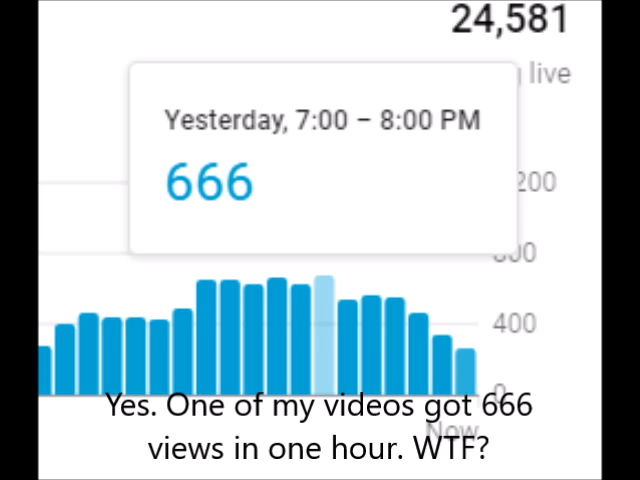 24,581
live
Yesterday, 7:00 – 8:00 PM
666
400
0
Now
Yes. One of my videos got 666
views in one hour. WTF?